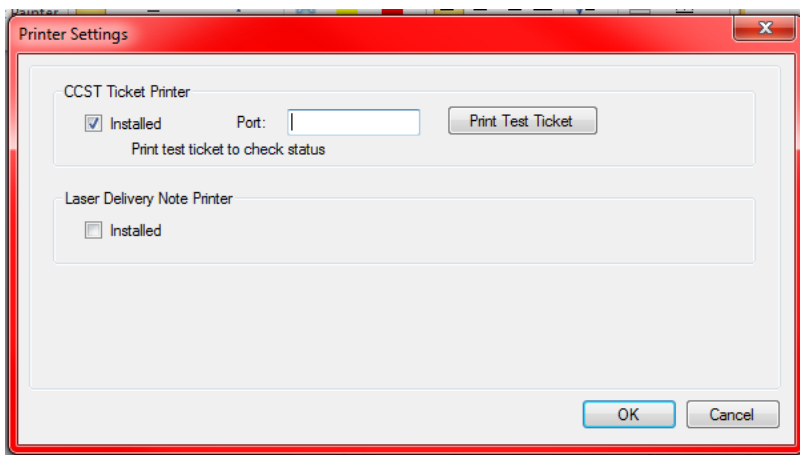 Painter
Printer Settings
CCST Ticket Printer
Installed Port: Print Test Ticket
Print test ticket to check status
Laser Delivery Note Printer
Installed
OK Cancel